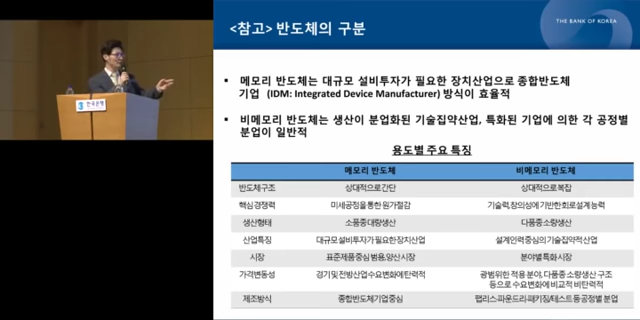 <참고> 반도체의 구분
THE BANK OF KOREA
• 메모리 반도체는 대규모 설비투자가 필요한 장치산업으로 종합반도체
기업 (IDM: Integrated Device Manufacturer) 방식이 효율적
• 비메모리 반도체는 생산이 분업화된 기술집약산업, 특화된 기업에 의한 각 공정별
분업이 일반적
용도별 주요 특징
메모리 반도체 비메모리 반도체
반도체구조 상대적으로간단 상대적으로복잡
핵심경쟁력 미세공정을통한원가절감 기술력,창의성에기반한회로설계능력
생산형태 소품종대량생산 다품종소량생산
산업특징 대규모설비투자가필요한장치산업 설계인력중심의기술집약적산업
시장 표준제품중심범용,양산시장 분야별특화시장
가격변동성 경기및전방산업수요변화에탄력적 광범위한 적용 분야, 다품종소량생산 구조
등으로 수요변화에 비교적 비탄력적
제조방식 종합반도체기업중심 팹리스·파운드리·패키징/테스트등공정별 분업
한국은행